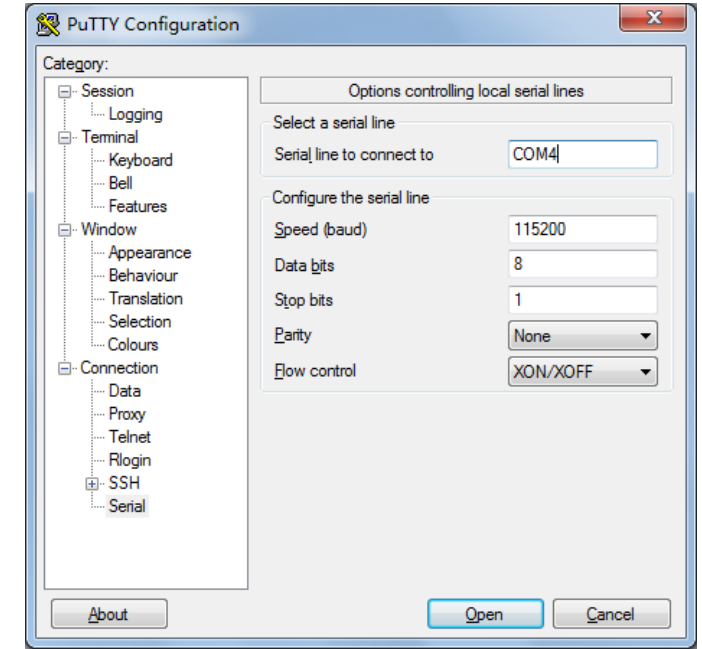 PuTTY Configuration
X
Category:
Session
Logging
Terminal
Keyboard
Bell
Features
Window
Appearance
Behaviour
Translation
Selection
Colours
Connection
Data
Proxy
Telnet
Rlogin
SSH
Serial
Options controlling local serial lines
Select a serial line
Serial line to connect to COM4
Configure the serial line
Speed (baud) 115200
Data bits 8
Stop bits 1
Parity None
Flow control XON/XOFF
About Open Cancel